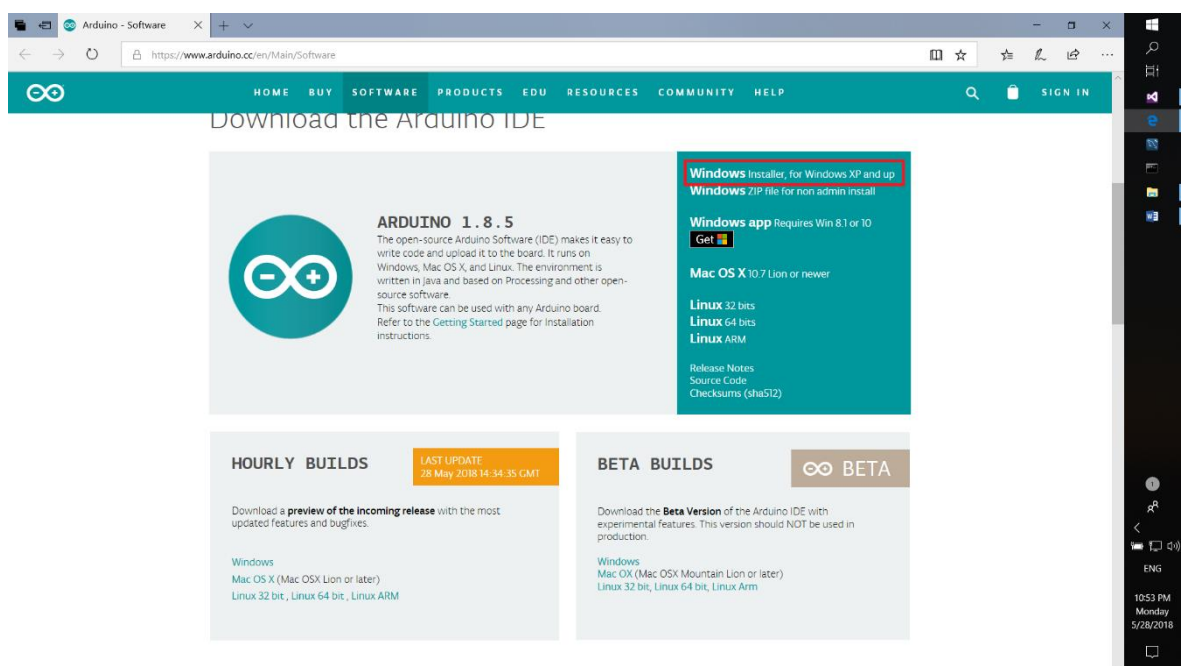 Arduino - Software
https://www.arduino.cc/en/Main/Software
HOME BUY SOFTWARE PRODUCTS EDU RESOURCES COMMUNITY HELP SIGN IN
Download the Arduino IDE
ARDUINO 1.8.5
The open-source Arduino Software (IDE) makes it easy to
write code and upload it to the board. It runs on
Windows, Mac OS X, and Linux. The environment is
written in Java and based on Processing and other open-
source software.
This software can be used with any Arduino board.
Refer to the Getting Started page for Installation
instructions.
Windows Installer, for Windows XP and up
Windows ZIP file for non admin install
Windows app Requires Win 8.1 or 10
Get
Mac OS X 10.7 Lion or newer
Linux 32 bits
Linux 64 bits
Linux ARM
Release Notes
Source Code
Checksums (sha512)
HOURLY BUILDS
LAST UPDATE
28 May 2018 14:34:35 GMT
Download a preview of the incoming release with the most
updated features and bugfixes.
Windows
Mac OS X (Mac OSX Lion or later)
Linux 32 bit , Linux 64 bit , Linux ARM
BETA BUILDS
BETA
Download the Beta Version of the Arduino IDE with
experimental features. This version should NOT be used in
production.
Windows
Mac OX (Mac OSX Mountain Lion or later)
Linux 32 bit, Linux 64 bit, Linux Arm
ENG
10:53 PM
Monday
5/28/2018